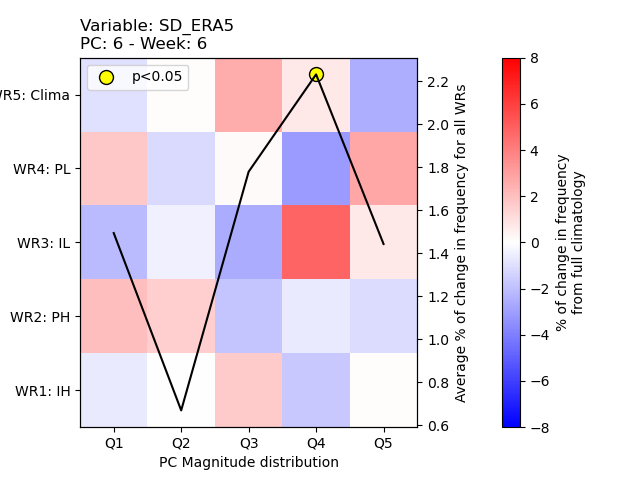 Variable: SD_ERA5
PC: 6 - Week: 6
p<0.05
WR5: Clima
WR4: PL
WR3: IL
WR2: PH
WR1: IH
Q1 Q2 Q3 Q4 Q5
PC Magnitude distribution
2.2
2.0
1.8
1.6
1.4
1.2
1.0
0.8
0.6
Average % of change in frequency for all WRs
8
6
4
2
0
−2
−4
−6
−8
% of change in frequency
from full climatology